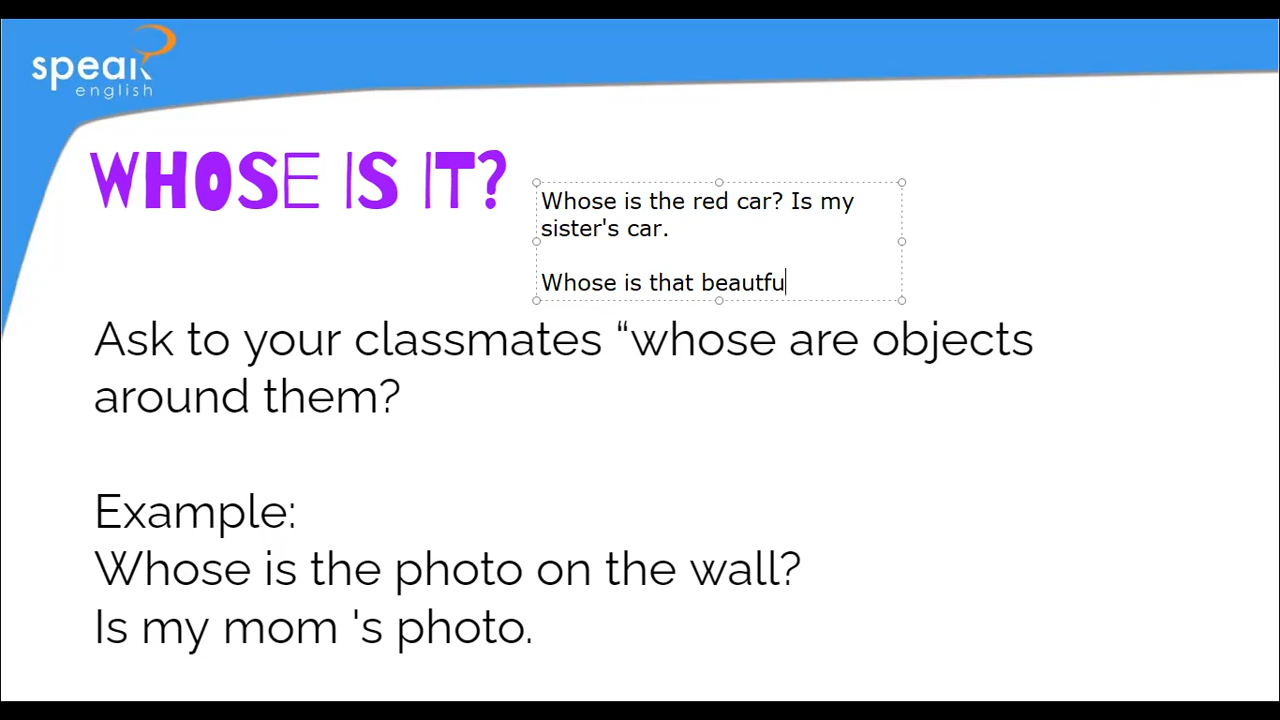 speak
english
WHOSE IS IT?
Whose is the red car? Is my
sister's car.
Whose is that beautfu
Ask to your classmates “whose are objects
around them?
Example:
Whose is the photo on the wall?
Is my mom 's photo.